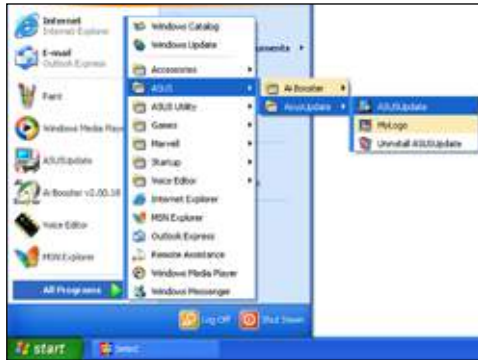 Internet
Internet Explorer
E-mail
Outlook Express
Paint
Windows Media
ASUSUpdate
Ai Booster v2.00.18
Voice Editor
MSN Explorer
All Programs
Windows Catalog
Windows Update
Accessories
ASUS
ASUS Utility
Games
Marvell
Startup
Voice Editor
Internet Explorer
MSN Explorer
Outlook Express
Remote Assistance
Windows Media Player
Windows Messenger
Ai Booster
AsusUpdate
ASUSUpdate
MyLogo
Uninstall ASUSUpdate
Log Off
Shut Down
start